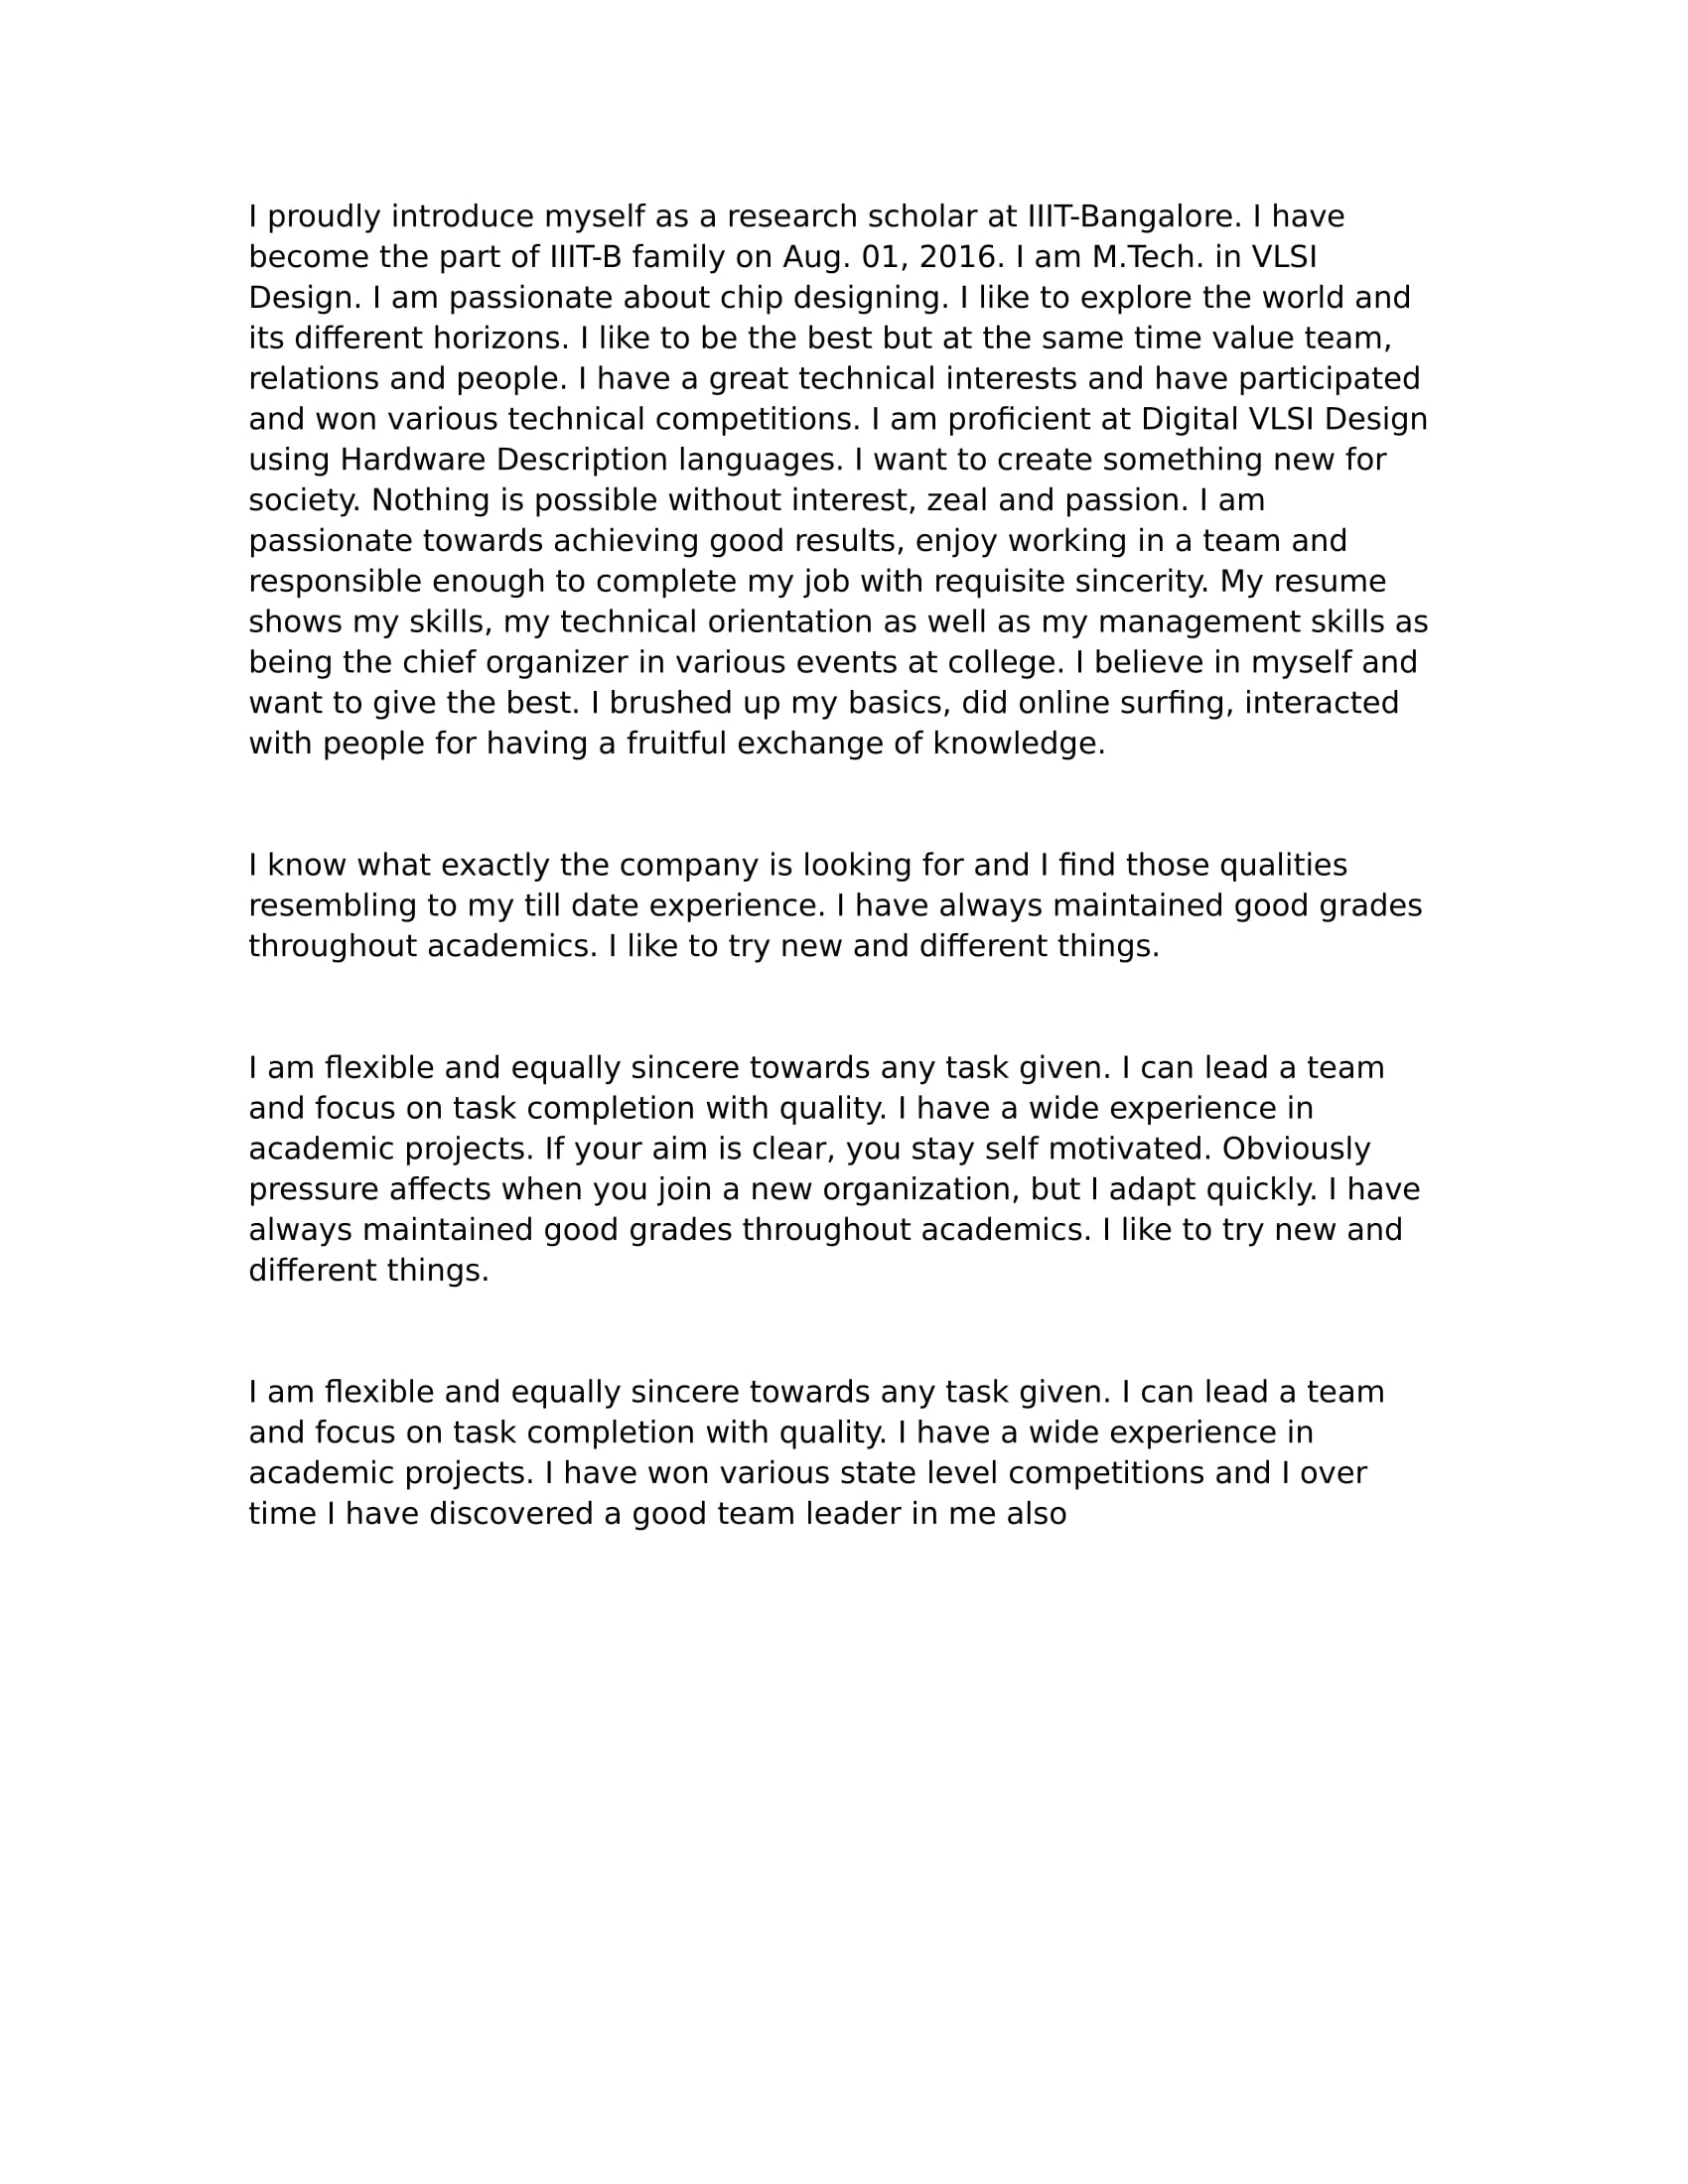 I proudly introduce myself as a research scholar at IIIT-Bangalore. I have
become the part of IIIT-B family on Aug. 01, 2016. I am M.Tech. in VLSI
Design. I am passionate about chip designing. I like to explore the world and
its different horizons. I like to be the best but at the same time value team,
relations and people. I have a great technical interests and have participated
and won various technical competitions. I am proficient at Digital VLSI Design
using Hardware Description languages. I want to create something new for
society. Nothing is possible without interest, zeal and passion. I am
passionate towards achieving good results, enjoy working in a team and
responsible enough to complete my job with requisite sincerity. My resume
shows my skills, my technical orientation as well as my management skills as
being the chief organizer in various events at college. I believe in myself and
want to give the best. I brushed up my basics, did online surfing, interacted
with people for having a fruitful exchange of knowledge.
I know what exactly the company is looking for and I find those qualities
resembling to my till date experience. I have always maintained good grades
throughout academics. I like to try new and different things.
I am flexible and equally sincere towards any task given. I can lead a team
and focus on task completion with quality. I have a wide experience in
academic projects. If your aim is clear, you stay self motivated. Obviously
pressure affects when you join a new organization, but I adapt quickly. I have
always maintained good grades throughout academics. I like to try new and
different things.
I am flexible and equally sincere towards any task given. I can lead a team
and focus on task completion with quality. I have a wide experience in
academic projects. I have won various state level competitions and I over
time I have discovered a good team leader in me also